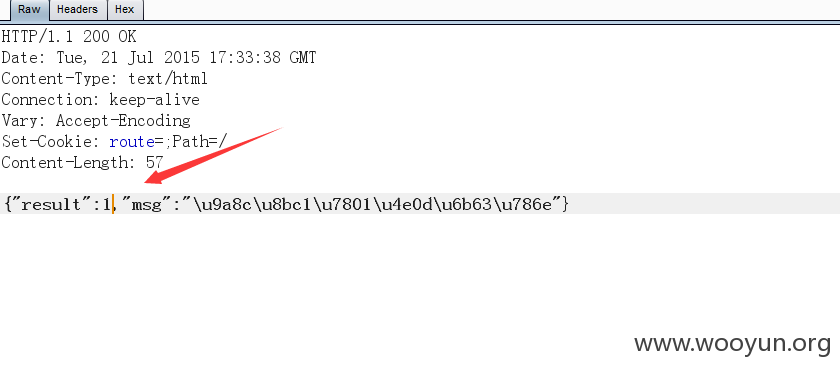 Raw Headers Hex
HTTP/1.1 200 OK
Date: Tue, 21 Jul 2015 17:33:38 GMT
Content-Type: text/html
Connection: keep-alive
Vary: Accept-Encoding
Set-Cookie: route=;Path=/
Content-Length: 57
{"result":1,"msg":"\u9a8c\u8bc1\u7801\u4e0d\u6b63\u786e"}
www.wooyun.org